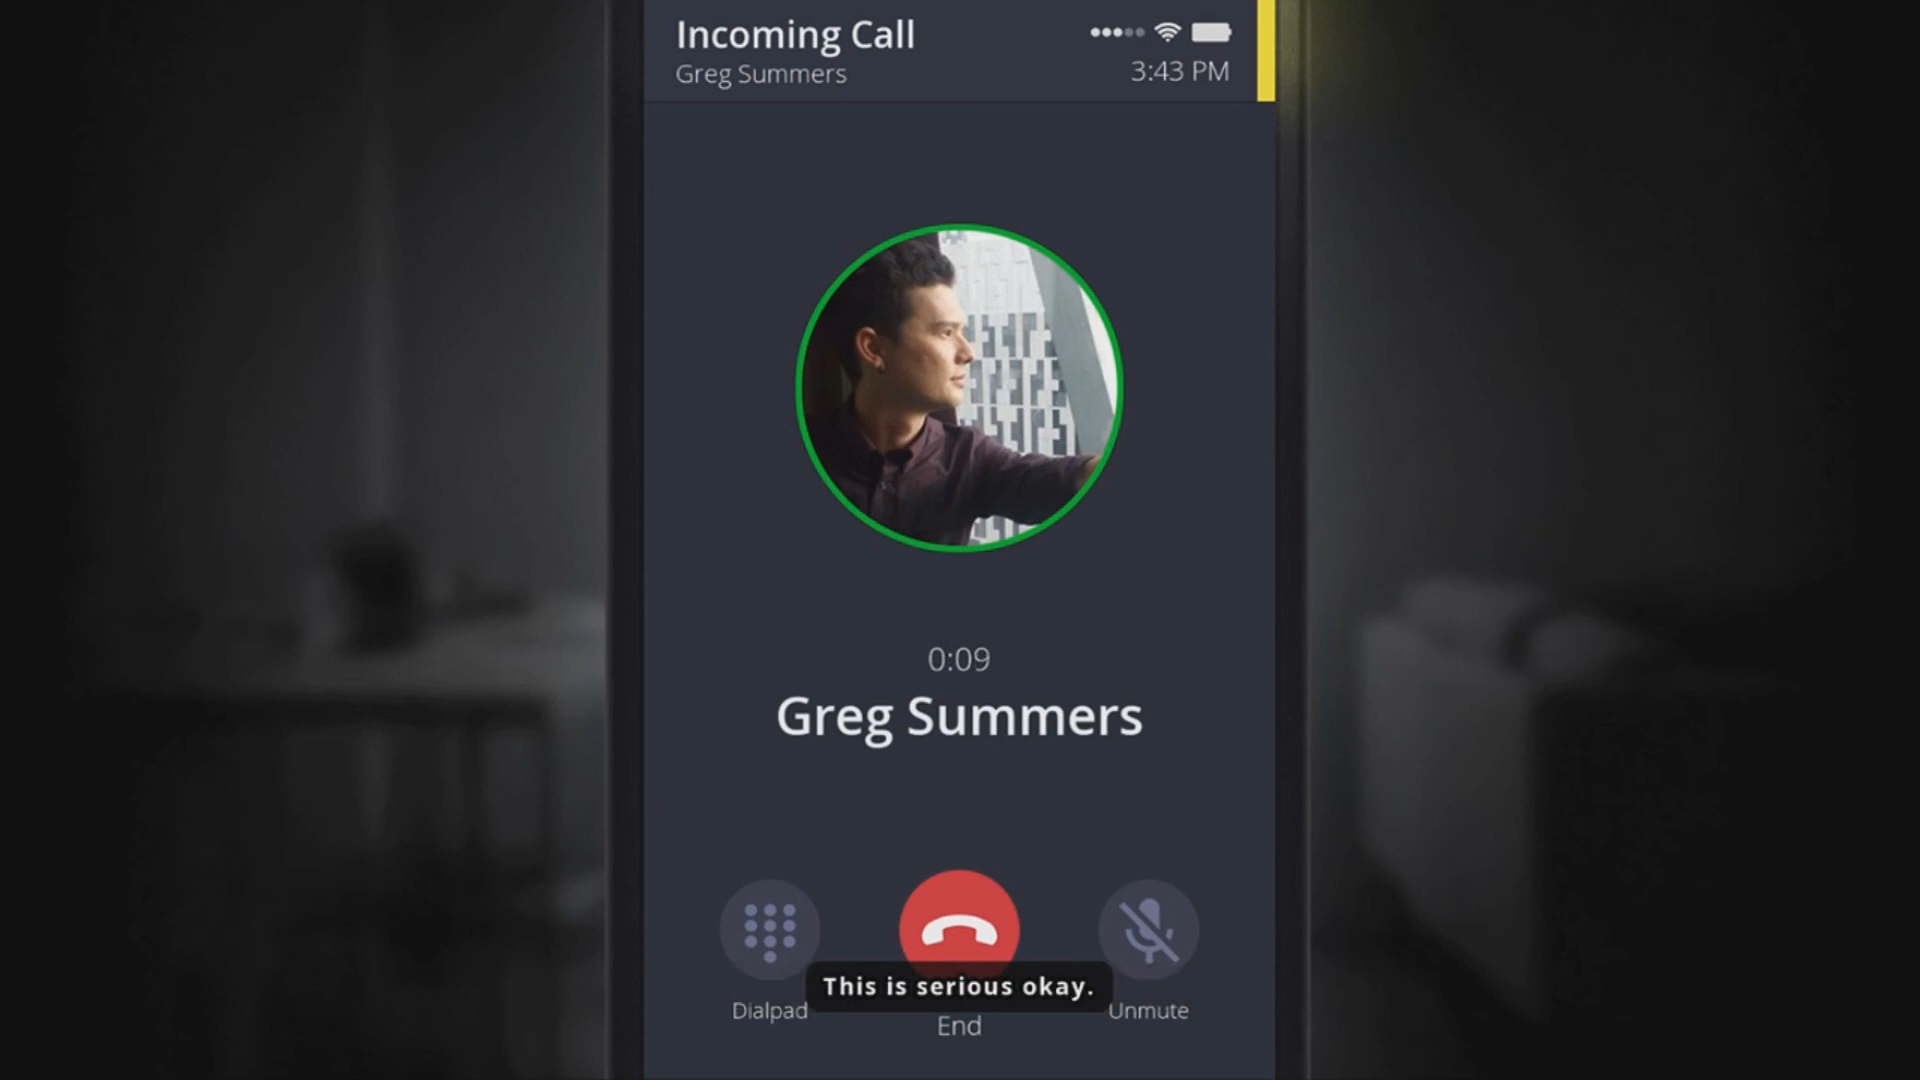 Incoming Call
Greg Summers
3:43 PM
0:09
Greg Summers
This is serious okay.
Dialpad
End
Unmute